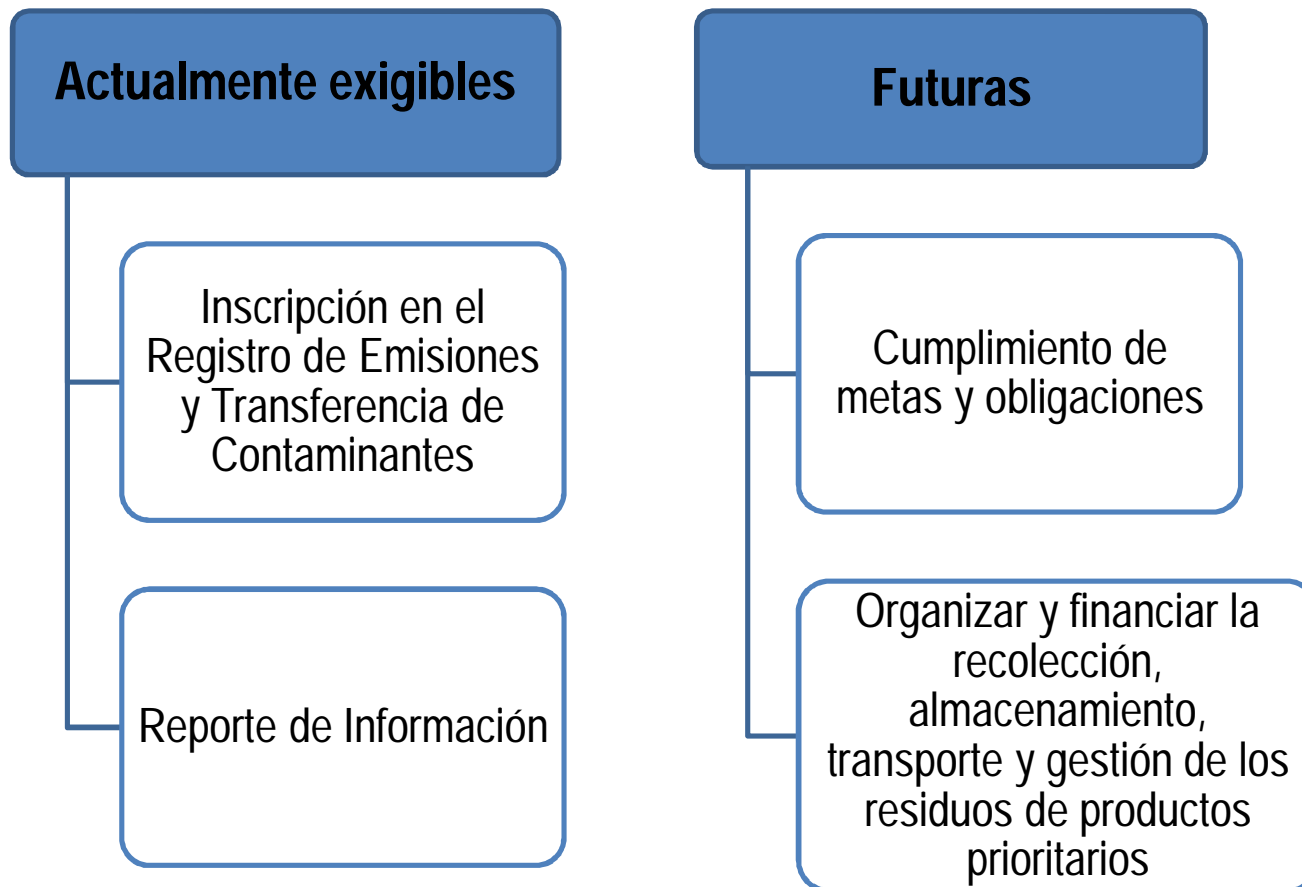 Actualmente exigibles
Inscripción en el
Registro de Emisiones
y Transferencia de
Contaminantes
Reporte de Información
Futuras
Cumplimiento de
metas y obligaciones
Organizar y financiar la
recolección,
almacenamiento,
transporte y gestión de los
residuos de productos
prioritarios